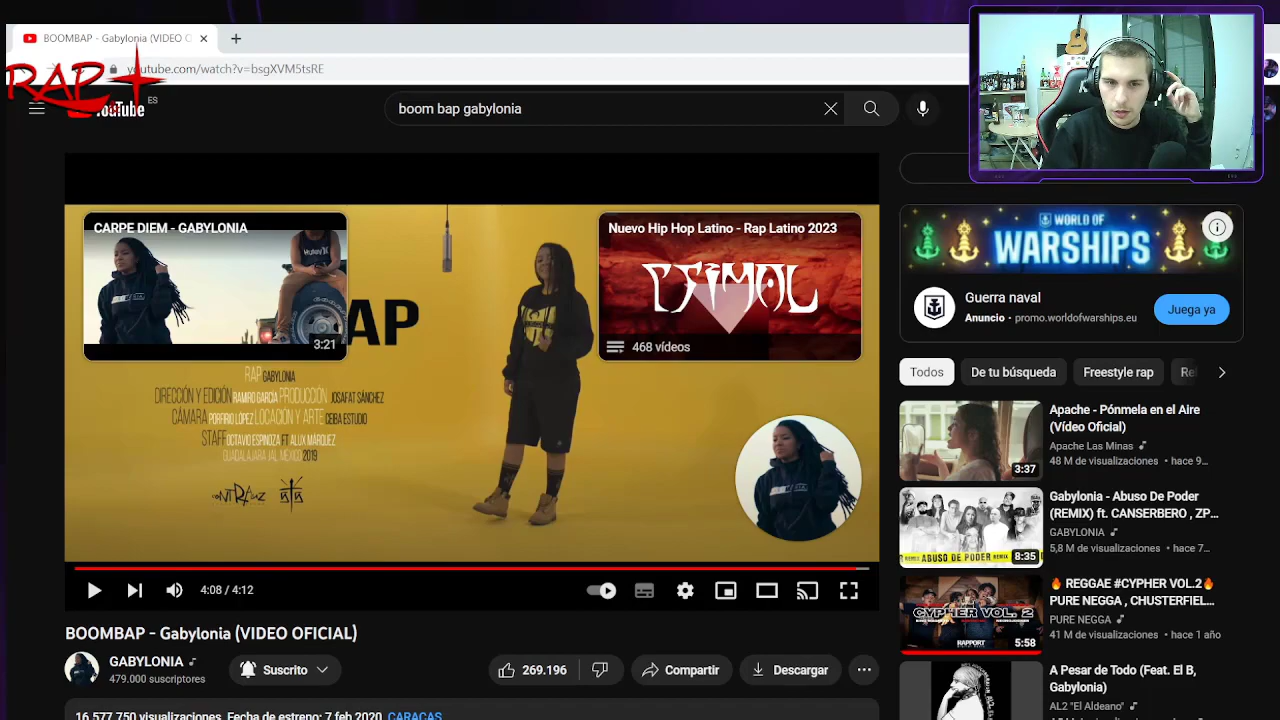 BOOMBAP - Gabylonia (VIDEO O
youtube.com/watch?v=bsgXVM5tsRE
RAP
YouTube
ES
boom bap gabylonia
CARPE DIEM - GABYLONIA
3:21
AP
Nuevo Hip Hop Latino - Rap Latino 2023
PRIMAL
468 vídeos
RAP GABYLONIA
DIRECCIÓN Y EDICIÓN RAMIRO GARCÍA PRODUCCIÓN JOSAFAT SÁNCHEZ
CÁMARA PORFIRIO LÓPEZ LOCACIÓN Y ARTE CEIBA ESTUDIO
STAFF OCTAVIO ESPINOZA FT ALUX MÁRQUEZ
GUADALAJARA JAL MÉXICO 2019
4:08 / 4:12
BOOMBAP - Gabylonia (VIDEO OFICIAL)
GABYLONIA
479.000 suscriptores
Suscrito
269.196
Compartir
Descargar
16.577.750 visualizaciones Fecha de estreno: 7 feb 2020 CARACAS
WORLD OF
WARSHIPS
Guerra naval
Anuncio • promo.worldofwarships.eu
Juega ya
Todos
De tu búsqueda
Freestyle rap
Re
Apache - Pónmela en el Aire
(Vídeo Oficial)
Apache Las Minas
48 M de visualizaciones • hace 9...
3:37
Gabylonia - Abuso De Poder
(REMIX) ft. CANSERBERO , ZP...
GABYLONIA
5,8 M de visualizaciones • hace 7...
ABUSO DE PODER REMIX
8:35
🔥 REGGAE #CYPHER VOL.2🔥
PURE NEGGA , CHUSTERFIEL...
PURE NEGGA
41 M de visualizaciones • hace 1 año
CYPHER VOL. 2
RAPPORT
5:58
A Pesar de Todo (Feat. El B,
Gabylonia)
AL2 "El Aldeano"